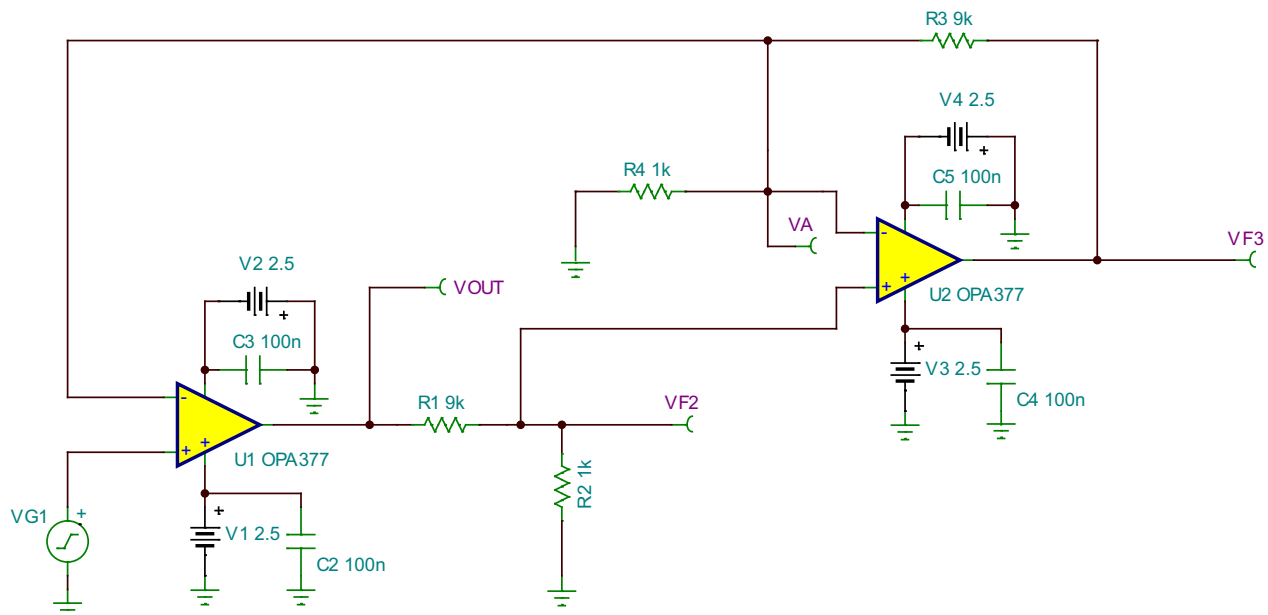 R3 9k
V4 2.5
+
C5 100n
R4 1k
VA
-
+
+
U2 OPA377
VF3
V2 2.5
+
C3 100n
VOUT
+
V3 2.5
C4 100n
-
+
+
U1 OPA377
R1 9k
VF2
R2 1k
VG1
+
+
V1 2.5
C2 100n